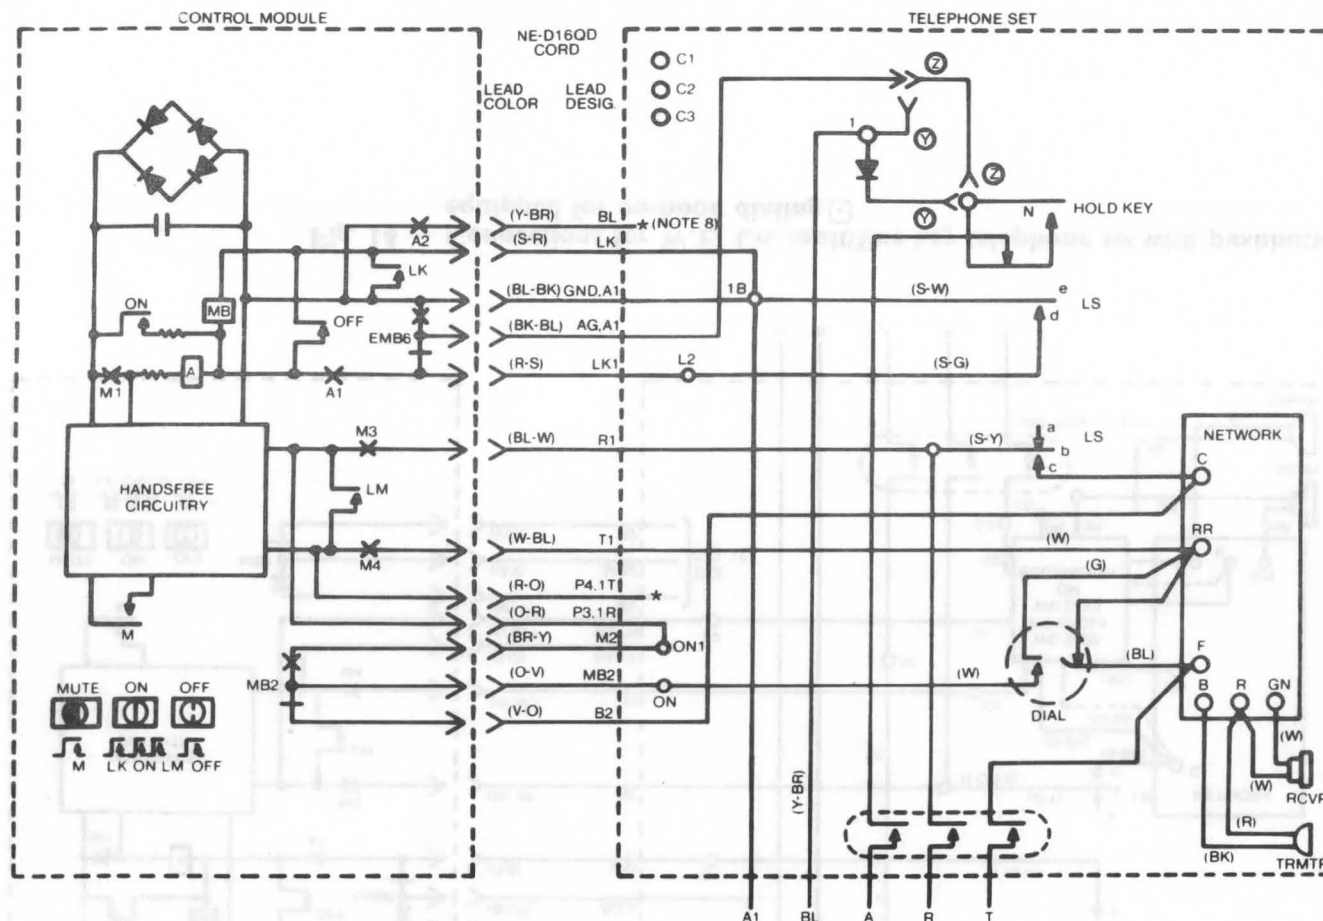 CONTROL MODULE
NE-D16QD
CORD
TELEPHONE SET
LEAD COLOR
LEAD DESIG.
C1
C2
C3
Z
1
Y
Z
Y
N
HOLD KEY
(Y-BR) BL * (NOTE 8)
A2
(S-R) LK
LK
(BL-BK) GND,A1
1B
(S-W)
e
LS
d
ON
MB
OFF
EMB6
(BK-BL) AG,A1
(R-S) LK1
L2
(S-G)
M1
A
A1
M3
(BL-W) R1
(S-Y)
a
LS
b
c
NETWORK
C
HANDSFREE
CIRCUITRY
LM
(W-BL) T1
(W)
RR
M4
(G)
(R-O) P4,1T *
(O-R) P3,1R
M
(BR-Y) M2
ON1
(BL)
F
MB2
(O-V) MB2
ON
(W)
DIAL
B R GN
MUTE ON OFF
(V-O) B2
(W)
M LK ON LM OFF
(Y-BR)
(W)
RCVR
(R)
(BK)
TRMTR
A1 BL A R T